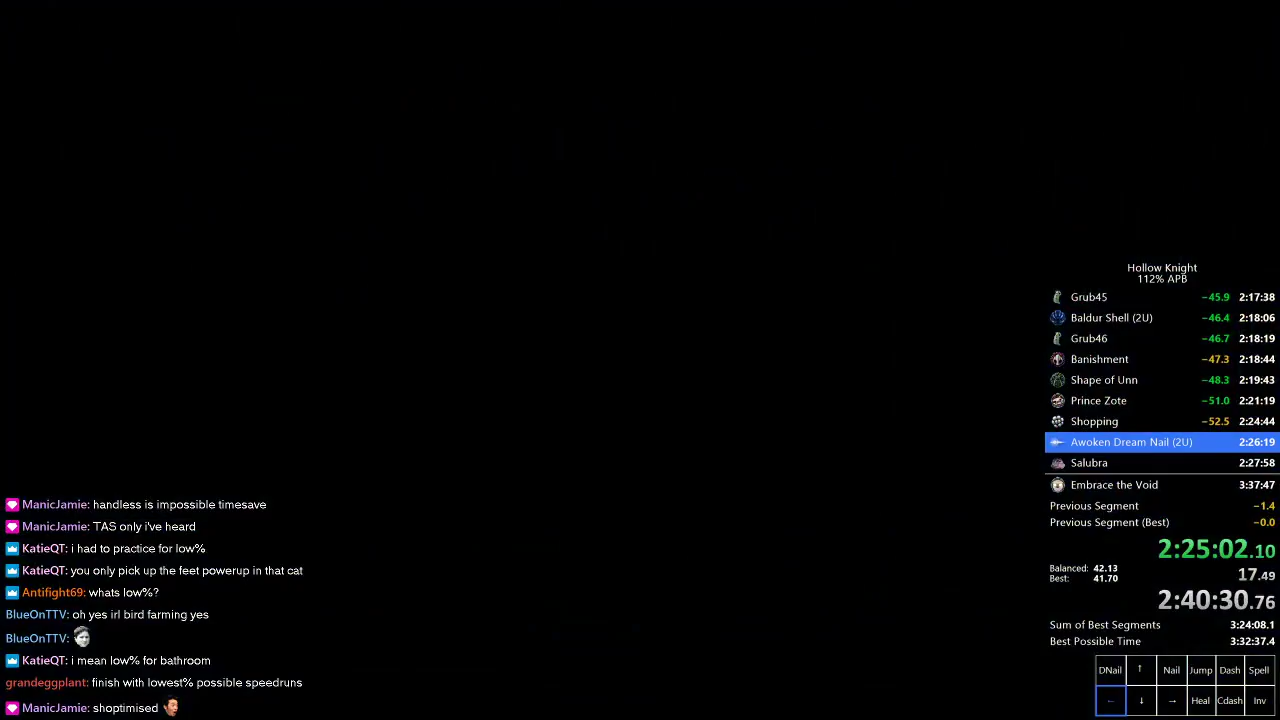 Hollow Knight
112% APB
Grub45 -45.9 2:17:38
Baldur Shell (2U) -46.4 2:18:06
Grub46 -46.7 2:18:19
Banishment -47.3 2:18:44
Shape of Unn -48.3 2:19:43
Prince Zote -51.0 2:21:19
Shopping -52.5 2:24:44
Awoken Dream Nail (2U) 2:26:19
Salubra 2:27:58
Embrace the Void 3:37:47
Previous Segment -1.4
Previous Segment (Best) -0.0
2:25:02.10
Balanced: 42.13
Best: 41.70
17.49
2:40:30.76
Sum of Best Segments 3:24:08.1
Best Possible Time 3:32:37.4
DNail ↑ Nail Jump Dash Spell
← ↓ → Heal Cdash Inv
ManicJamie: handless is impossible timesave
ManicJamie: TAS only i've heard
KatieQT: i had to practice for low%
KatieQT: you only pick up the feet powerup in that cat
Antifight69: whats low%?
BlueOnTTV: oh yes irl bird farming yes
BlueOnTTV:
KatieQT: i mean low% for bathroom
grandeggplant: finish with lowest% possible speedruns
ManicJamie: shoptimised